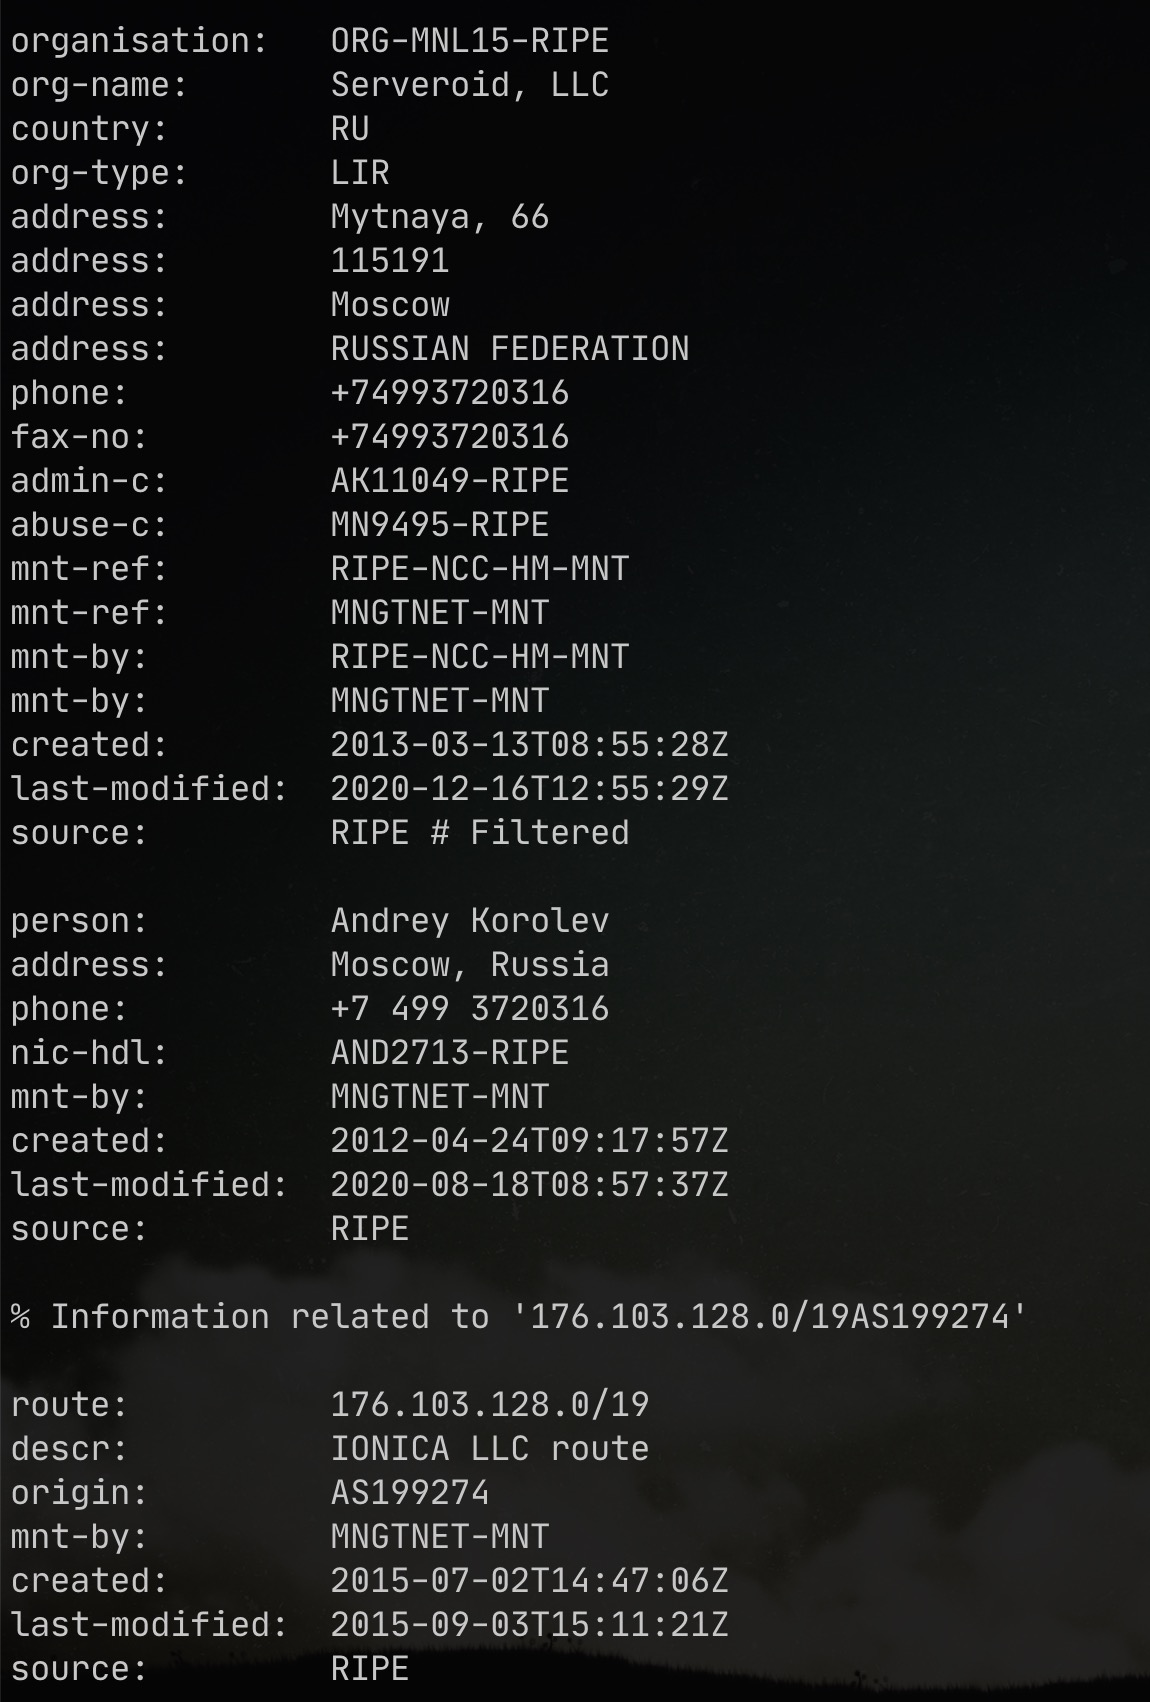 organisation:   ORG-MNL15-RIPE
org-name:       Serveroid, LLC
country:        RU
org-type:       LIR
address:        Mytnaya, 66
address:        115191
address:        Moscow
address:        RUSSIAN FEDERATION
phone:          +74993720316
fax-no:         +74993720316
admin-c:        AK11049-RIPE
abuse-c:        MN9495-RIPE
mnt-ref:        RIPE-NCC-HM-MNT
mnt-ref:        MNGTNET-MNT
mnt-by:         RIPE-NCC-HM-MNT
mnt-by:         MNGTNET-MNT
created:        2013-03-13T08:55:28Z
last-modified:  2020-12-16T12:55:29Z
source:         RIPE # Filtered

person:         Andrey Korolev
address:        Moscow, Russia
phone:          +7 499 3720316
nic-hdl:        AND2713-RIPE
mnt-by:         MNGTNET-MNT
created:        2012-04-24T09:17:57Z
last-modified:  2020-08-18T08:57:37Z
source:         RIPE

% Information related to '176.103.128.0/19AS199274'

route:          176.103.128.0/19
descr:          IONICA LLC route
origin:         AS199274
mnt-by:         MNGTNET-MNT
created:        2015-07-02T14:47:06Z
last-modified:  2015-09-03T15:11:21Z
source:         RIPE